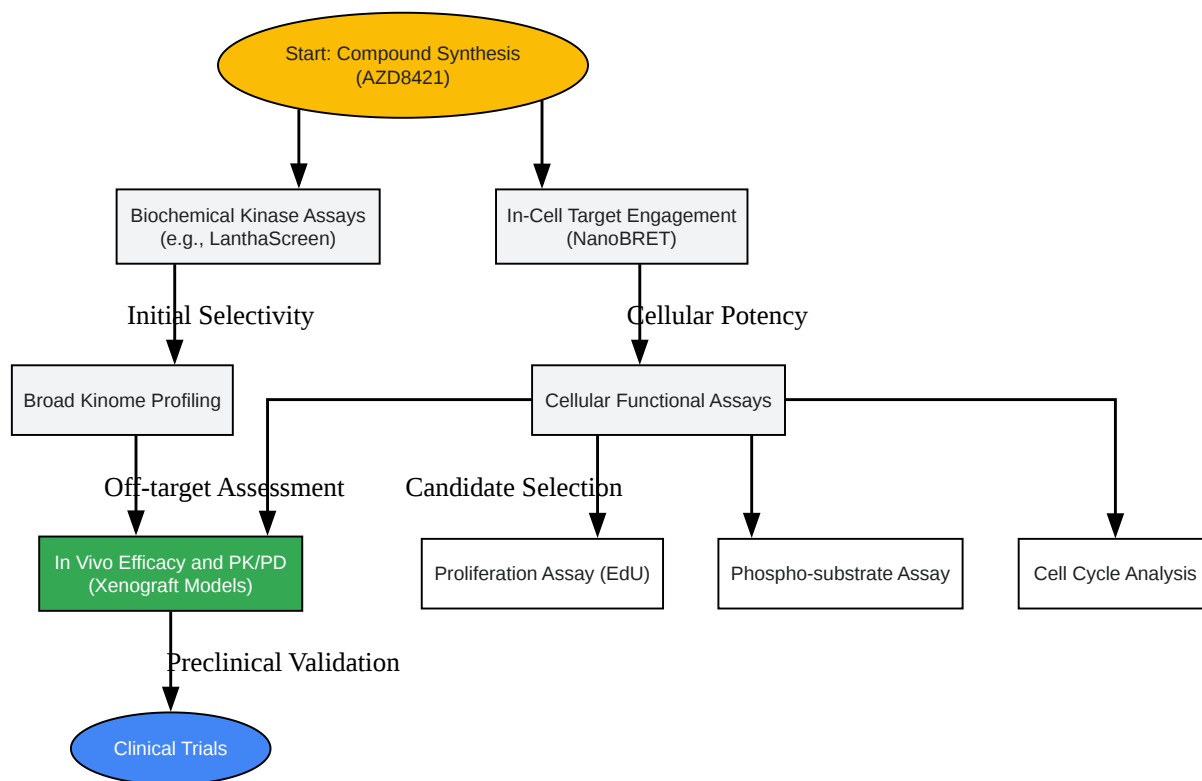 Start: Compound Synthesis
(AZD8421)
Biochemical Kinase Assays
(e.g., LanthaScreen)
In-Cell Target Engagement
(NanoBRET)
Initial Selectivity
Cellular Potency
Broad Kinome Profiling
Cellular Functional Assays
Off-target Assessment
Candidate Selection
In Vivo Efficacy and PK/PD
(Xenograft Models)
Proliferation Assay (EdU)
Phospho-substrate Assay
Cell Cycle Analysis
Preclinical Validation
Clinical Trials